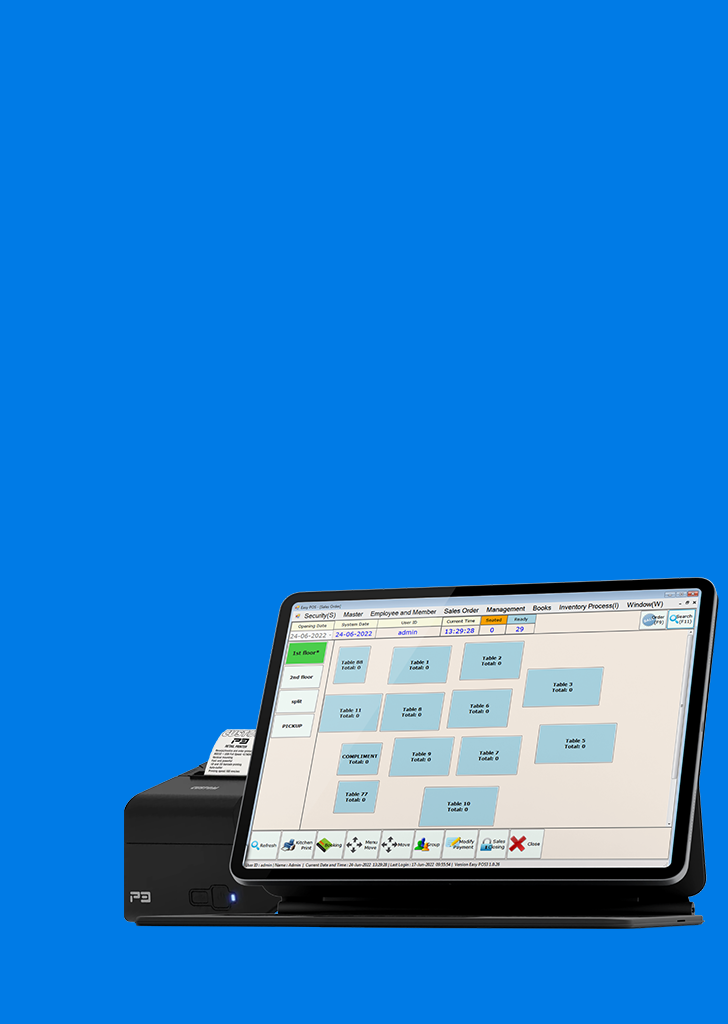 Easy POS - [Sales Order]
Security(S) Master Employee and Member Sales Order Management Books Inventory Process(I) Window(W)
Opening Date System Date User ID Current Time Seated Ready
24-06-2022 - 24-06-2022 admin 13:29:28 0 29
Order
(F9)
Search
(F11)
1st floor*
2nd floor
split
PICKUP
Table 88
Total: 0
Table 1
Total: 0
Table 2
Total: 0
Table 3
Total: 0
Table 11
Total: 0
Table 8
Total: 0
Table 6
Total: 0
Table 5
Total: 0
COMPLIMENT
Total: 0
Table 9
Total: 0
Table 7
Total: 0
Table 77
Total: 0
Table 10
Total: 0
Refresh
Kitchen
Print
Booking
Menu
Move
Move
Group
Modify
Payment
Sales
Closing
Close
User ID : admin | Name : Admin | Current Date and Time : 24-Jun-2022 13:29:28 | Last Login : 17-Jun-2022 | Version Easy POS
P3
RETAIL PRINTER
P3